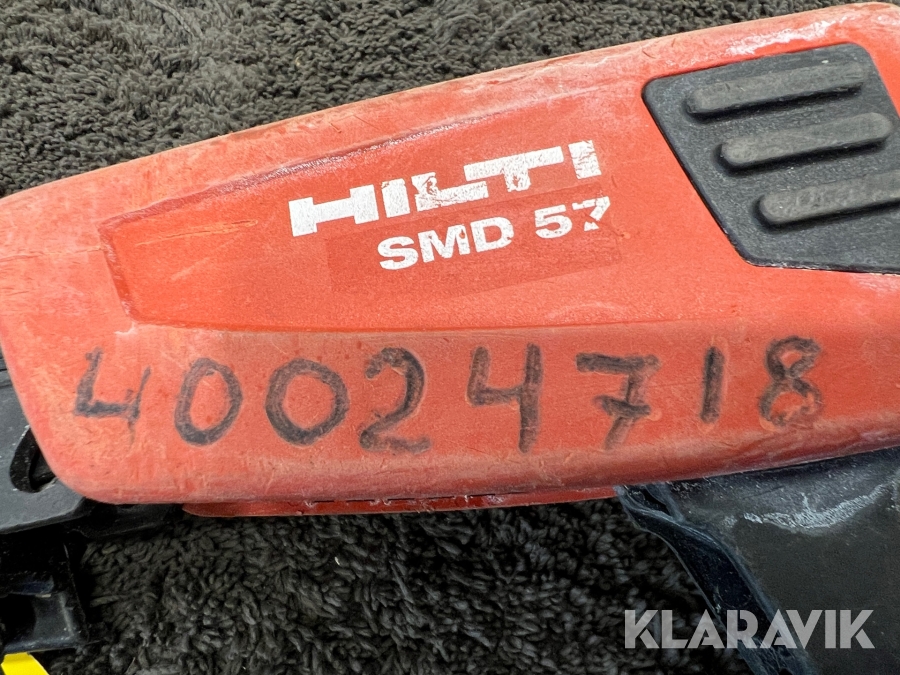 HILTI
SMD 57
40024718
KLARAVIK